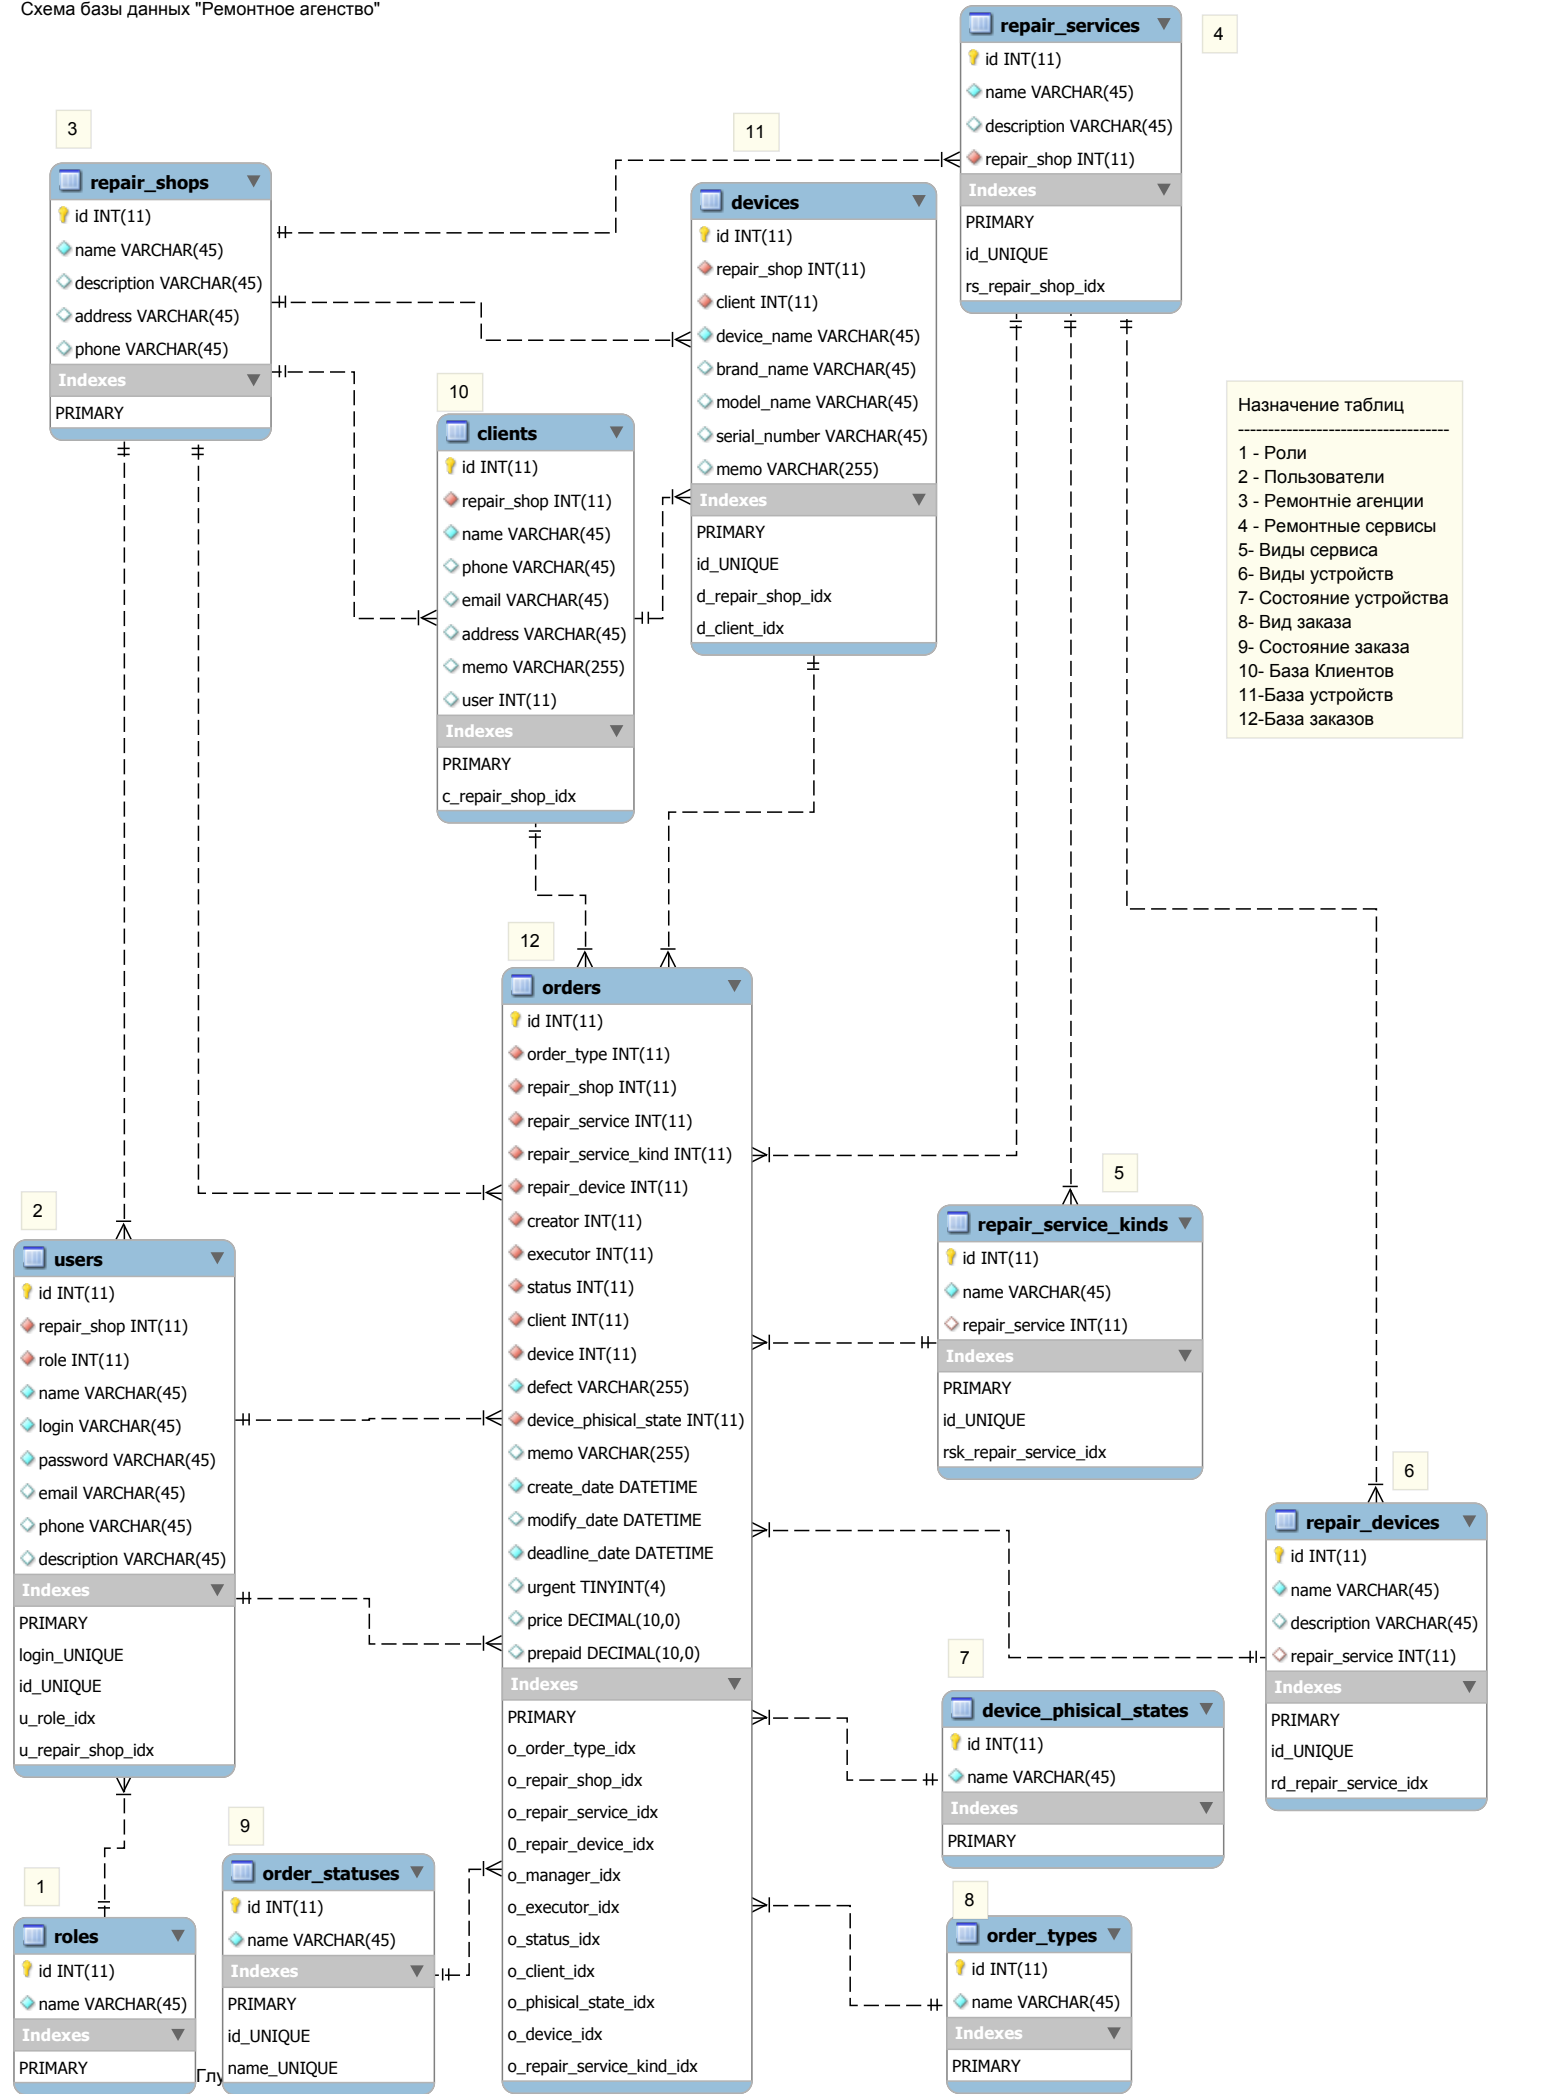 Схема базы данных "Ремонтное агенство"
4
repair_services
id INT(11)
name VARCHAR(45)
description VARCHAR(45)
repair_shop INT(11)
Indexes
PRIMARY
id_UNIQUE
rs_repair_shop_idx
3
repair_shops
id INT(11)
name VARCHAR(45)
description VARCHAR(45)
address VARCHAR(45)
phone VARCHAR(45)
Indexes
PRIMARY
11
devices
id INT(11)
repair_shop INT(11)
client INT(11)
device_name VARCHAR(45)
brand_name VARCHAR(45)
model_name VARCHAR(45)
serial_number VARCHAR(45)
memo VARCHAR(255)
Indexes
PRIMARY
id_UNIQUE
d_repair_shop_idx
d_client_idx
10
clients
id INT(11)
repair_shop INT(11)
name VARCHAR(45)
phone VARCHAR(45)
email VARCHAR(45)
address VARCHAR(45)
memo VARCHAR(255)
user INT(11)
Indexes
PRIMARY
c_repair_shop_idx
Назначение таблиц
-----------------------------------
1 - Роли
2 - Пользователи
3 - Ремонтніе агенции
4 - Ремонтные сервисы
5- Виды сервиса
6- Виды устройств
7- Состояние устройства
8- Вид заказа
9- Состояние заказа
10- База Клиентов
11-База устройств
12-База заказов
12
orders
id INT(11)
order_type INT(11)
repair_shop INT(11)
repair_service INT(11)
repair_service_kind INT(11)
repair_device INT(11)
creator INT(11)
executor INT(11)
status INT(11)
client INT(11)
device INT(11)
defect VARCHAR(255)
device_phisical_state INT(11)
memo VARCHAR(255)
create_date DATETIME
modify_date DATETIME
deadline_date DATETIME
urgent TINYINT(4)
price DECIMAL(10,0)
prepaid DECIMAL(10,0)
Indexes
PRIMARY
o_order_type_idx
o_repair_shop_idx
o_repair_service_idx
0_repair_device_idx
o_manager_idx
o_executor_idx
o_status_idx
o_client_idx
o_phisical_state_idx
o_device_idx
o_repair_service_kind_idx
5
repair_service_kinds
id INT(11)
name VARCHAR(45)
repair_service INT(11)
Indexes
PRIMARY
id_UNIQUE
rsk_repair_service_idx
2
users
id INT(11)
repair_shop INT(11)
role INT(11)
name VARCHAR(45)
login VARCHAR(45)
password VARCHAR(45)
email VARCHAR(45)
phone VARCHAR(45)
description VARCHAR(45)
Indexes
PRIMARY
login_UNIQUE
id_UNIQUE
u_role_idx
u_repair_shop_idx
6
repair_devices
id INT(11)
name VARCHAR(45)
description VARCHAR(45)
repair_service INT(11)
Indexes
PRIMARY
id_UNIQUE
rd_repair_service_idx
7
device_phisical_states
id INT(11)
name VARCHAR(45)
Indexes
PRIMARY
9
order_statuses
id INT(11)
name VARCHAR(45)
Indexes
PRIMARY
id_UNIQUE
name_UNIQUE
1
roles
id INT(11)
name VARCHAR(45)
Indexes
PRIMARY
8
order_types
id INT(11)
name VARCHAR(45)
Indexes
PRIMARY